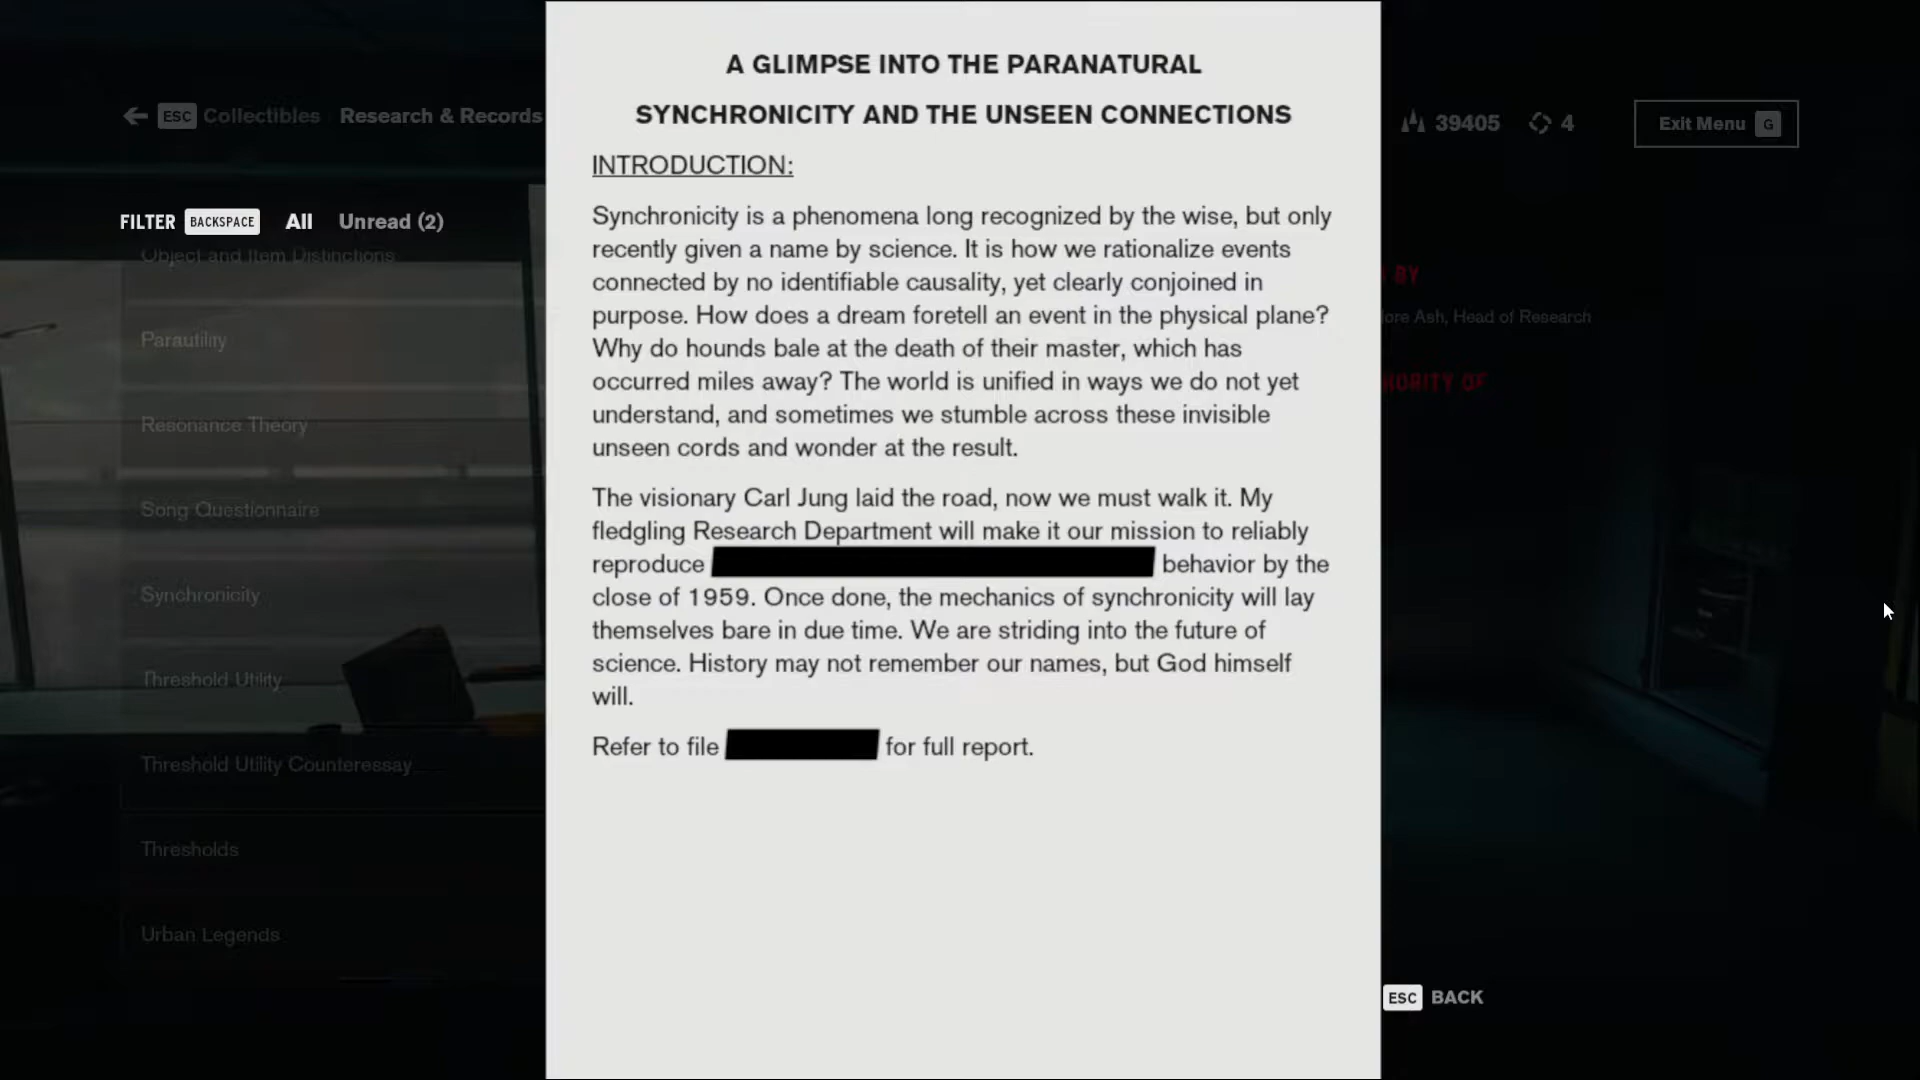 A GLIMPSE INTO THE PARANATURAL
SYNCHRONICITY AND THE UNSEEN CONNECTIONS
INTRODUCTION:
Synchronicity is a phenomena long recognized by the wise, but only
recently given a name by science. It is how we rationalize events
connected by no identifiable causality, yet clearly conjoined in
purpose. How does a dream foretell an event in the physical plane?
Why do hounds bale at the death of their master, which has
occurred miles away? The world is unified in ways we do not yet
understand, and sometimes we stumble across these invisible
unseen cords and wonder at the result.
The visionary Carl Jung laid the road, now we must walk it. My
fledgling Research Department will make it our mission to reliably
reproduce behavior by the
close of 1959. Once done, the mechanics of synchronicity will lay
themselves bare in due time. We are striding into the future of
science. History may not remember our names, but God himself
will.
Refer to file for full report.
ESC Collectibles Research & Records
39405 4
Exit Menu G
FILTER BACKSPACE All Unread (2)
Object and Item Distinctions
Parautility
Resonance Theory
Song Questionnaire
Synchronicity
Threshold Utility
Threshold Utility Counteressay
Thresholds
Urban Legends
BY
Ash, Head of Research
OF
ESC BACK